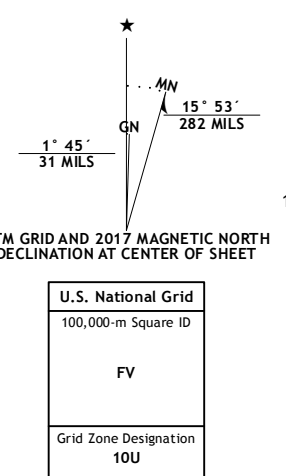 ★
MN
GN
15° 53´
282 MILS
1° 45´
31 MILS
TM GRID AND 2017 MAGNETIC NORTH
DECLINATION AT CENTER OF SHEET
U.S. National Grid
100,000-m Square ID
FV
Grid Zone Designation
10U